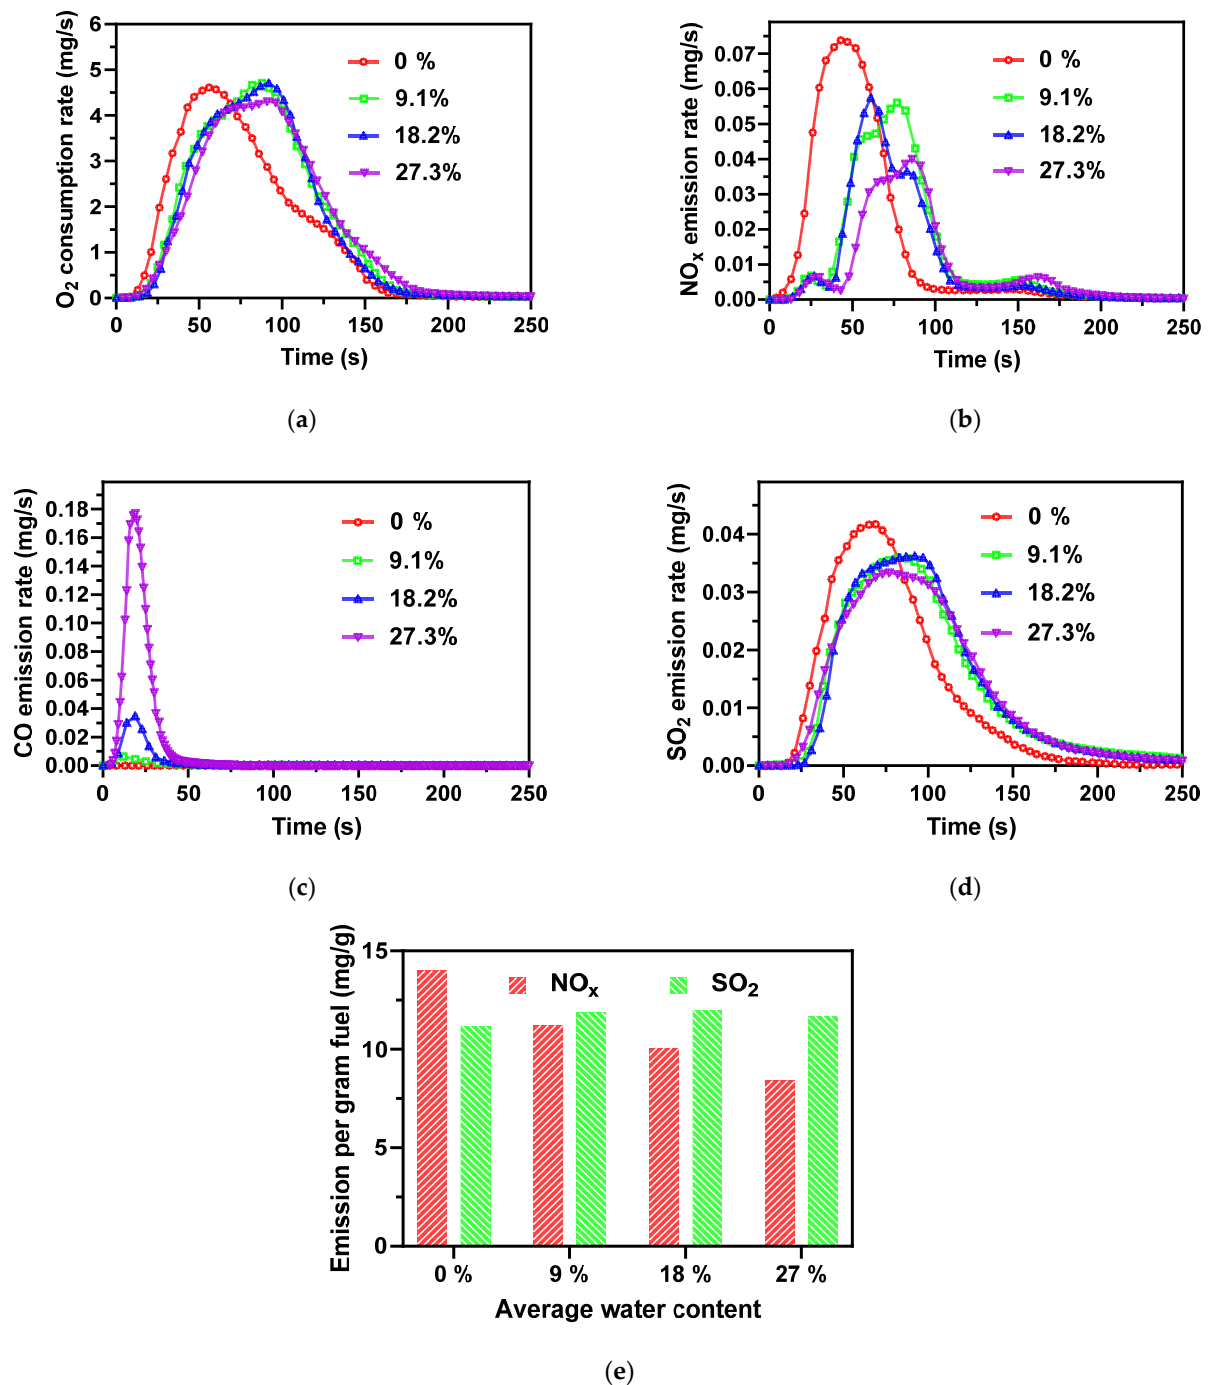 O2 consumption rate (mg/s)
6
5
4
3
2
1
0
0 %
9.1%
18.2%
27.3%
0 50 100 150 200 250
Time (s)
(a)
NOx emission rate (mg/s)
0.07
0.06
0.05
0.04
0.03
0.02
0.01
0.00
0 %
9.1%
18.2%
27.3%
0 50 100 150 200 250
Time (s)
(b)
CO emission rate (mg/s)
0.18
0.16
0.14
0.12
0.10
0.08
0.06
0.04
0.02
0.00
0 %
9.1%
18.2%
27.3%
0 50 100 150 200 250
Time (s)
(c)
SO2 emission rate (mg/s)
0.04
0.03
0.02
0.01
0.00
0 %
9.1%
18.2%
27.3%
0 50 100 150 200 250
Time (s)
(d)
Emission per gram fuel (mg/g)
15
10
5
0
NOx SO2
0 % 9 % 18 % 27 %
Average water content
(e)